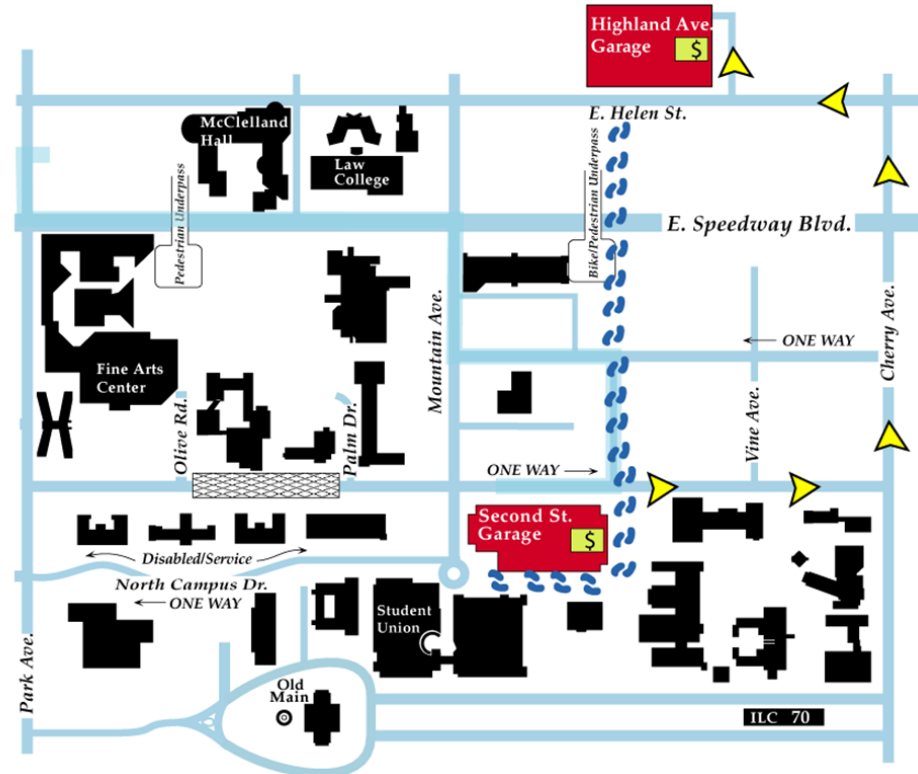 Highland Ave.
Garage
$
E. Helen St.
McClelland
Hall
Law
College
Pedestrian Underpass
Bike/Pedestrian Underpass
E. Speedway Blvd.
Mountain Ave.
Cherry Ave.
ONE WAY
Fine Arts
Center
Olive Rd.
Palm Dr.
Vine Ave.
ONE WAY
Second St.
Garage
$
Disabled/Service
North Campus Dr.
ONE WAY
Student
Union
Park Ave.
Old
Main
ILC 70